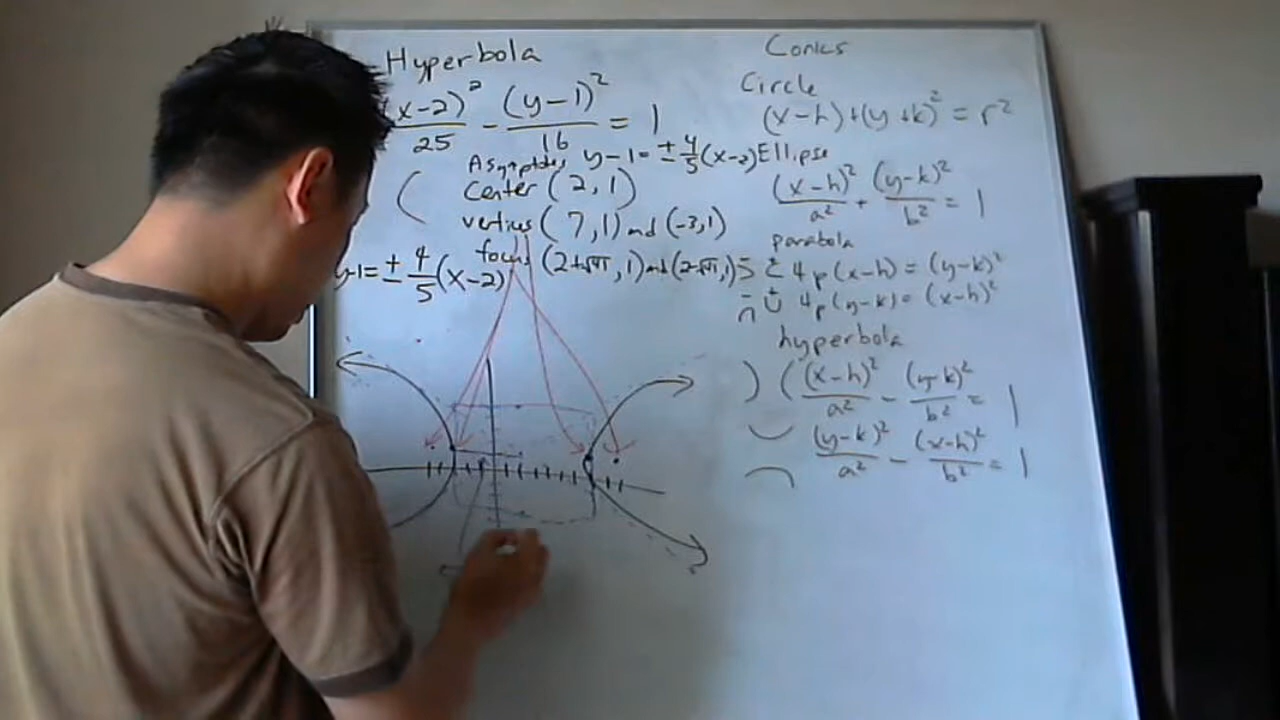 Hyperbola
(x-2)²/25 - (y-1)²/16 = 1
Asymptotes y-1 = ± 4/5 (x-2)
( Center (2, 1)
vertices (7, 1) and (-3, 1)
focus (2+√41, 1) and (2-√41, 1)
y-1 = ± 4/5 (x-2)
Conics
Circle
(x-h)+(y+k)² = r²
Ellipse
(x-h)²/a² + (y-k)²/b² = 1
parabola
4p(x-h) = (y-k)²
- + 4p(y-k) = (x-h)²
hyperbola
) ( (x-h)²/a² - (y-k)²/b² = 1
(y-k)²/a² - (x-h)²/b² = 1